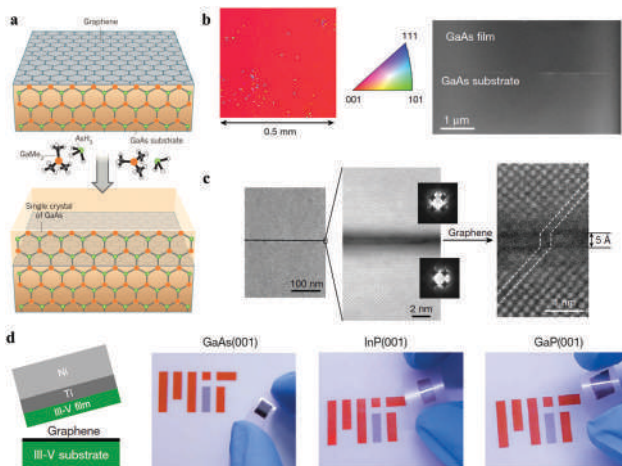 a
Graphene
AsH3
GaMe3
GaAs substrate
Single crystal
of GaAs
b
0.5 mm
111
001
101
GaAs film
GaAs substrate
1 µm
c
100 nm
2 nm
Graphene
5 Å
d
Ni
Ti
III-V film
Graphene
III-V substrate
GaAs(001)
InP(001)
GaP(001)